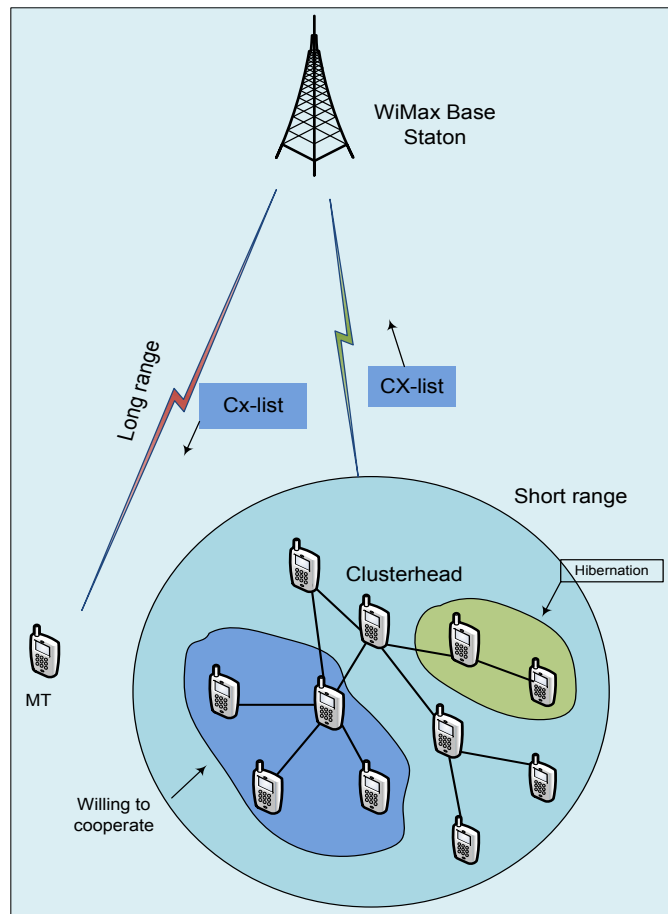 WiMax Base
Staton
Long range
Cx-list
CX-list
Short range
Clusterhead
Hibernation
MT
Willing to
cooperate